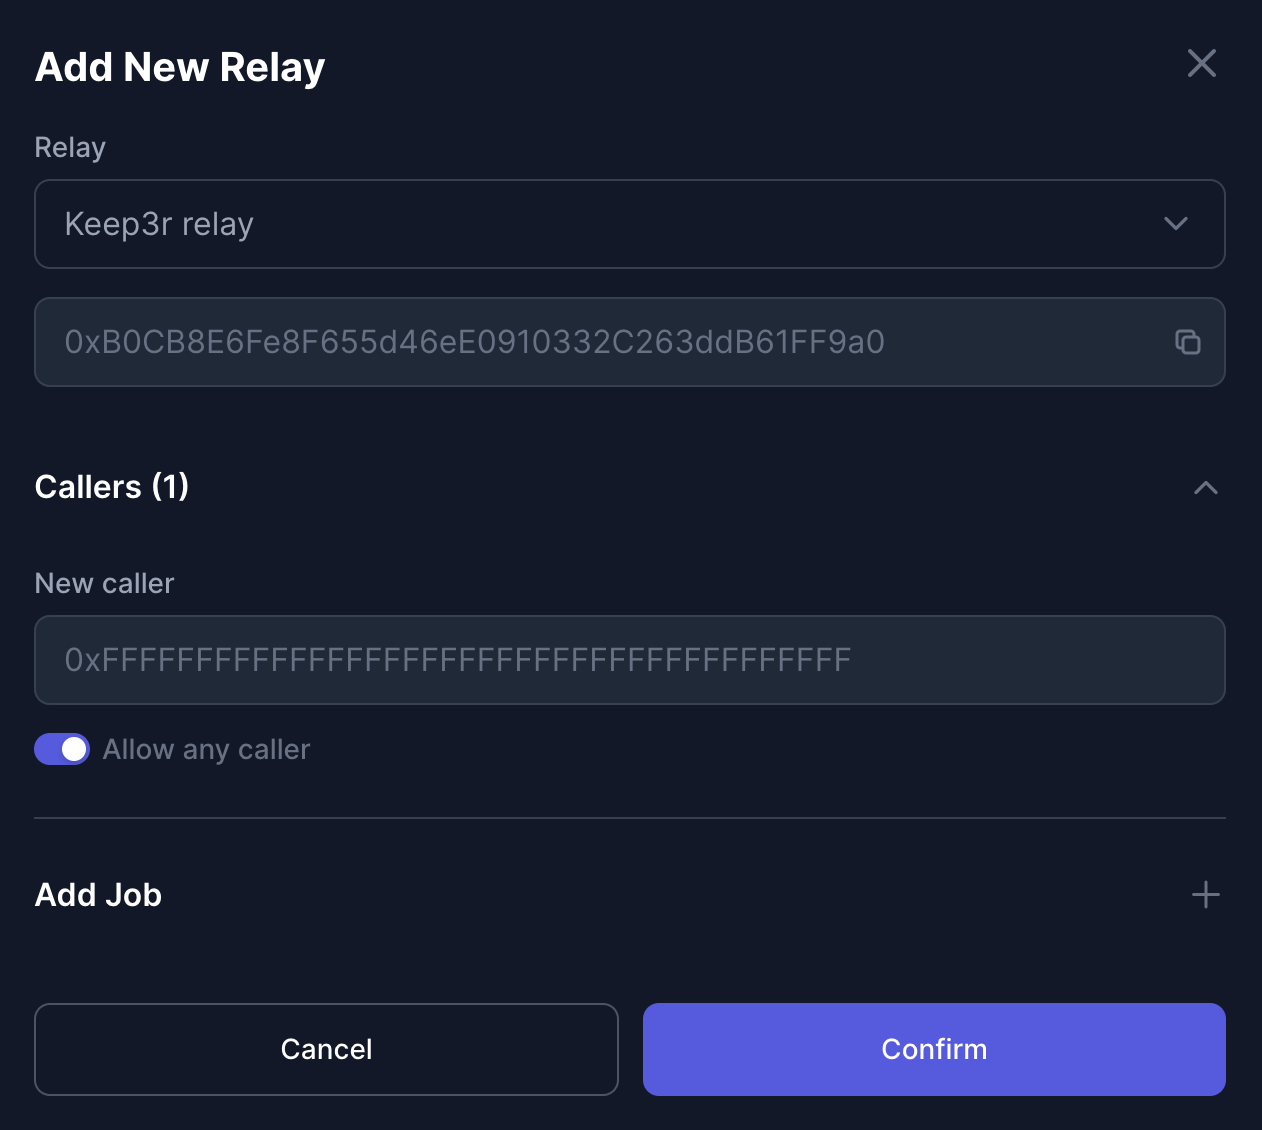 Add New Relay
Relay
Keep3r relay
0xB0CB8E6Fe8F655d46eE0910332C263ddB61FF9a0
Callers (1)
New caller
0xFFFFFFFFFFFFFFFFFFFFFFFFFFFFFFFFFFFFFFFF
Allow any caller
Add Job
Cancel
Confirm